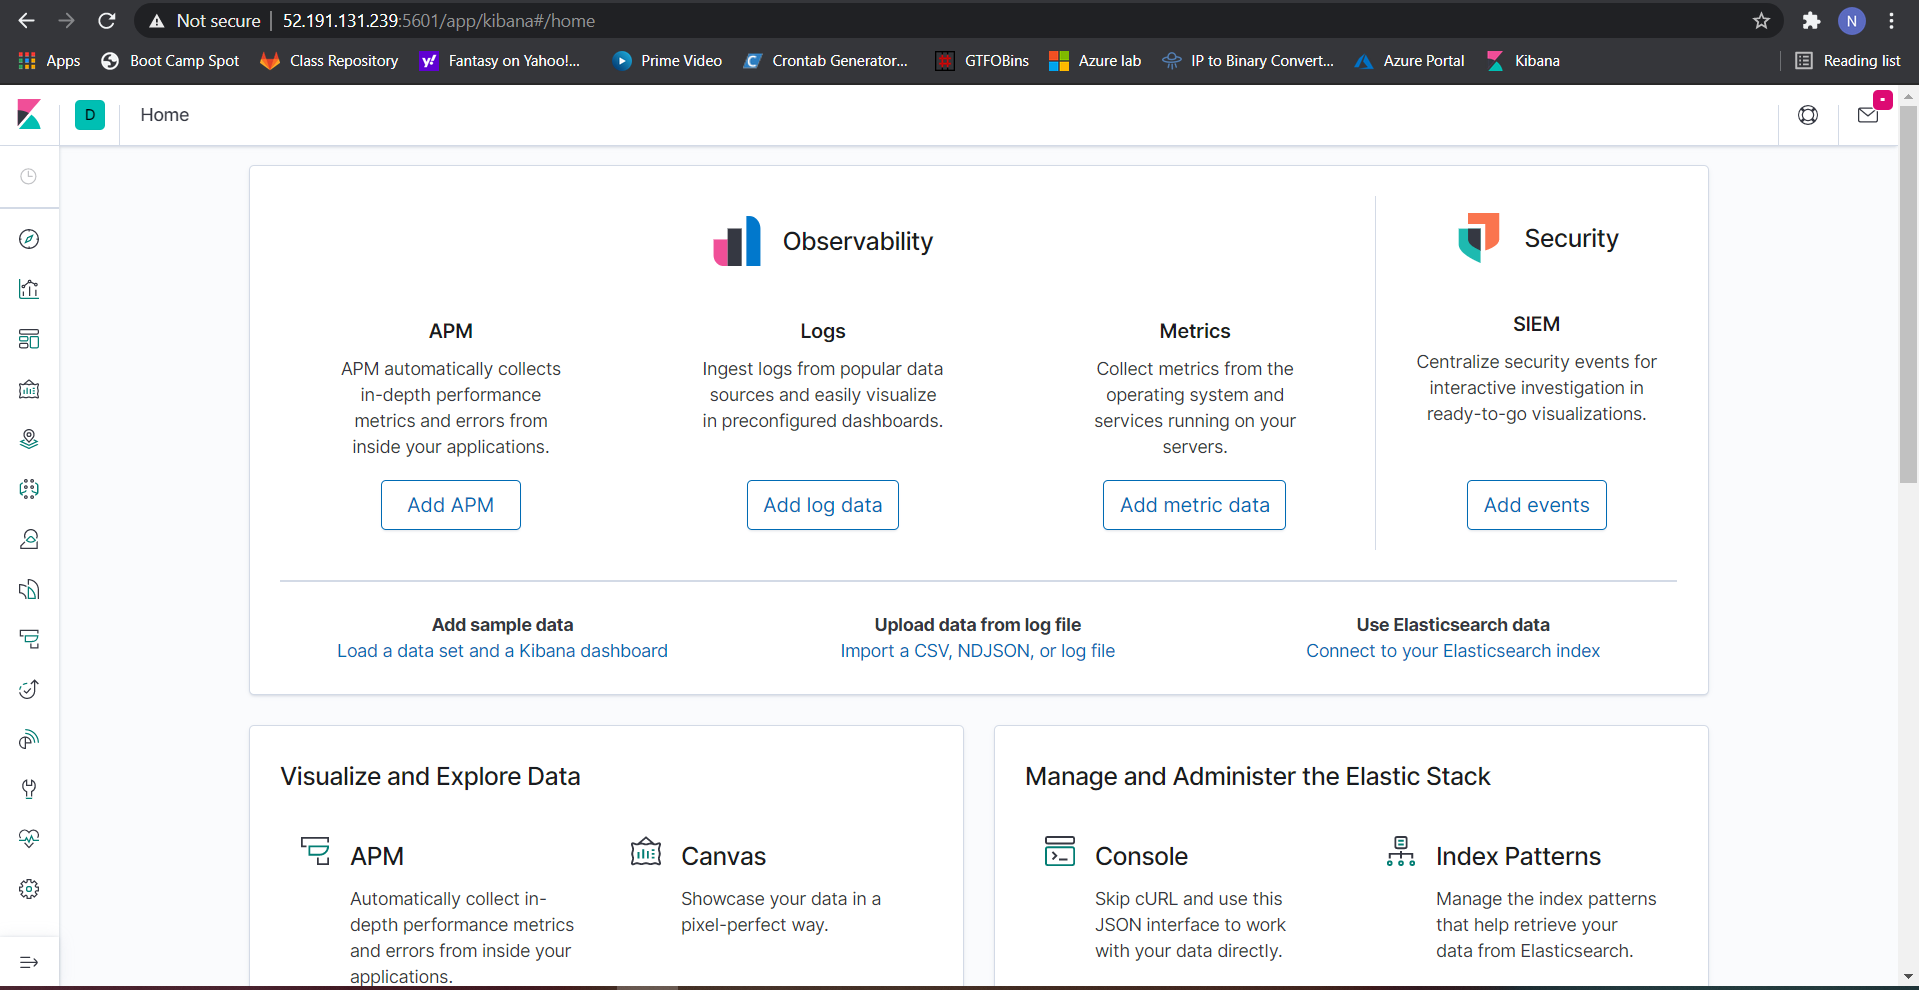 Not secure | 52.191.131.239:5601/app/kibana#/home
N
Apps Boot Camp Spot Class Repository y! Fantasy on Yahoo!... Prime Video Crontab Generator... GTFOBins Azure lab IP to Binary Convert... Azure Portal Kibana Reading list
D Home
Observability
Security
APM
APM automatically collects
in-depth performance
metrics and errors from
inside your applications.
Add APM
Logs
Ingest logs from popular data
sources and easily visualize
in preconfigured dashboards.
Add log data
Metrics
Collect metrics from the
operating system and
services running on your
servers.
Add metric data
SIEM
Centralize security events for
interactive investigation in
ready-to-go visualizations.
Add events
Add sample data
Load a data set and a Kibana dashboard
Upload data from log file
Import a CSV, NDJSON, or log file
Use Elasticsearch data
Connect to your Elasticsearch index
Visualize and Explore Data
APM
Automatically collect in-
depth performance metrics
and errors from inside your
applications.
Canvas
Showcase your data in a
pixel-perfect way.
Manage and Administer the Elastic Stack
Console
Skip cURL and use this
JSON interface to work
with your data directly.
Index Patterns
Manage the index patterns
that help retrieve your
data from Elasticsearch.